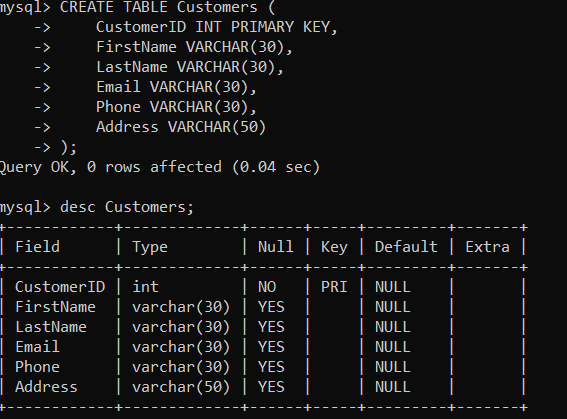 mysql> CREATE TABLE Customers (
    ->     CustomerID INT PRIMARY KEY,
    ->     FirstName VARCHAR(30),
    ->     LastName VARCHAR(30),
    ->     Email VARCHAR(30),
    ->     Phone VARCHAR(30),
    ->     Address VARCHAR(50)
    -> );
Query OK, 0 rows affected (0.04 sec)

mysql> desc Customers;
+------------+-------------+------+-----+---------+-------+
| Field      | Type        | Null | Key | Default | Extra |
+------------+-------------+------+-----+---------+-------+
| CustomerID | int         | NO   | PRI | NULL    |       |
| FirstName  | varchar(30) | YES  |     | NULL    |       |
| LastName   | varchar(30) | YES  |     | NULL    |       |
| Email      | varchar(30) | YES  |     | NULL    |       |
| Phone      | varchar(30) | YES  |     | NULL    |       |
| Address    | varchar(50) | YES  |     | NULL    |       |
+------------+-------------+------+-----+---------+-------+